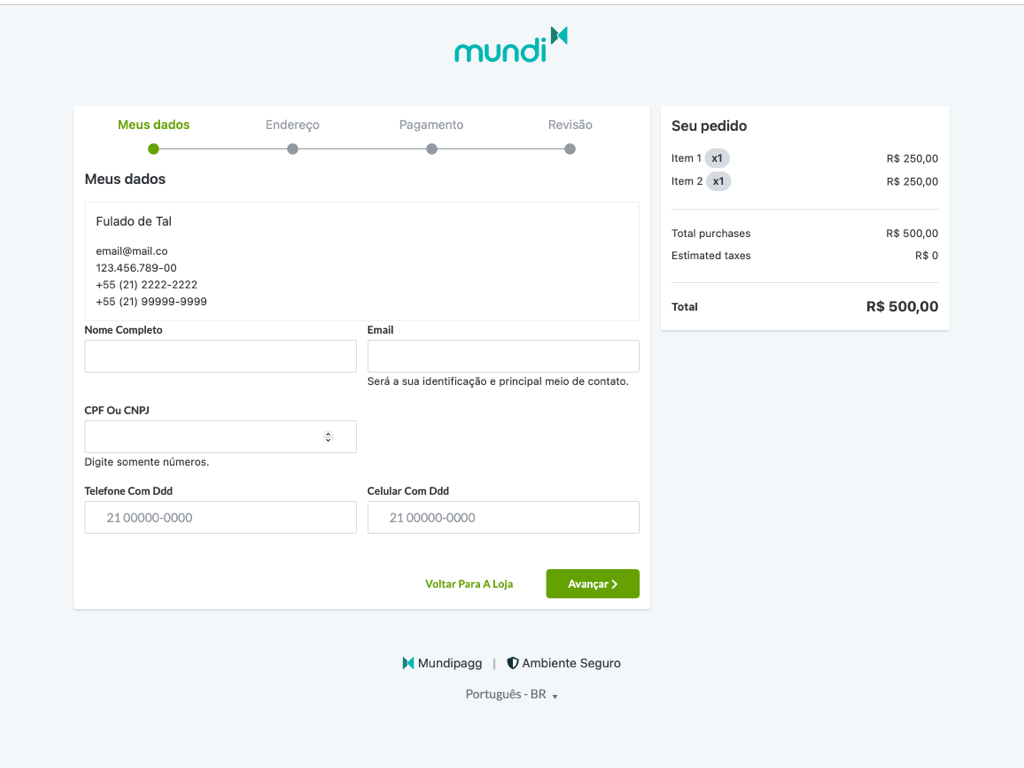 mundi
Meus dados
Endereço
Pagamento
Revisão
Meus dados
Fulado de Tal
email@mail.co
123.456.789-00
+55 (21) 2222-2222
+55 (21) 99999-9999
Nome Completo
Email
Será a sua identificação e principal meio de contato.
CPF Ou CNPJ
Digite somente números.
Telefone Com Ddd
Celular Com Ddd
21 00000-0000
21 00000-0000
Voltar Para A Loja
Avançar
Seu pedido
Item 1 x1 R$ 250,00
Item 2 x1 R$ 250,00
Total purchases R$ 500,00
Estimated taxes R$ 0
Total R$ 500,00
Mundipagg | Ambiente Seguro
Português - BR